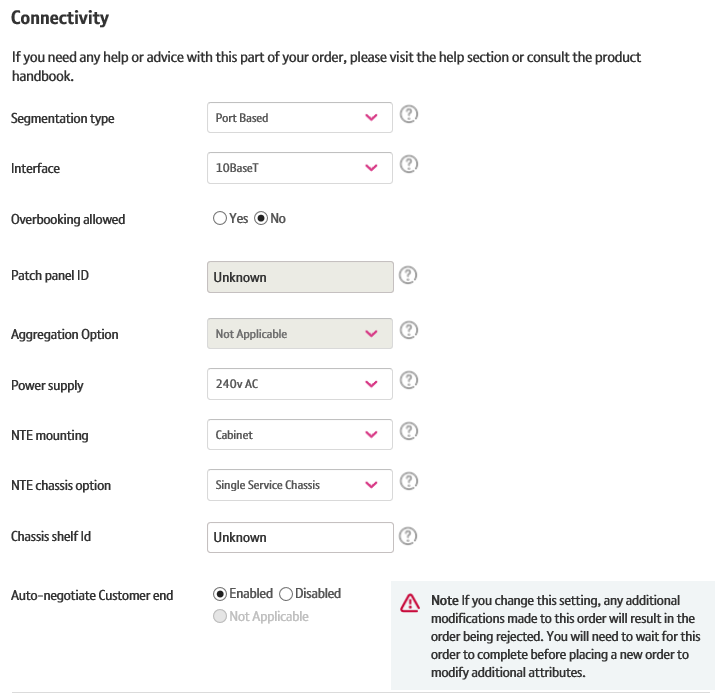 Connectivity
If you need any help or advice with this part of your order, please visit the help section or consult the product
handbook.
Segmentation type Port Based ?
Interface 10BaseT ?
Overbooking allowed Yes No
Patch panel ID Unknown ?
Aggregation Option Not Applicable ?
Power supply 240v AC ?
NTE mounting Cabinet ?
NTE chassis option Single Service Chassis ?
Chassis shelf Id Unknown ?
Auto-negotiate Customer end Enabled Disabled
Not Applicable
Note If you change this setting, any additional
modifications made to this order will result in the
order being rejected. You will need to wait for this
order to complete before placing a new order to
modify additional attributes.